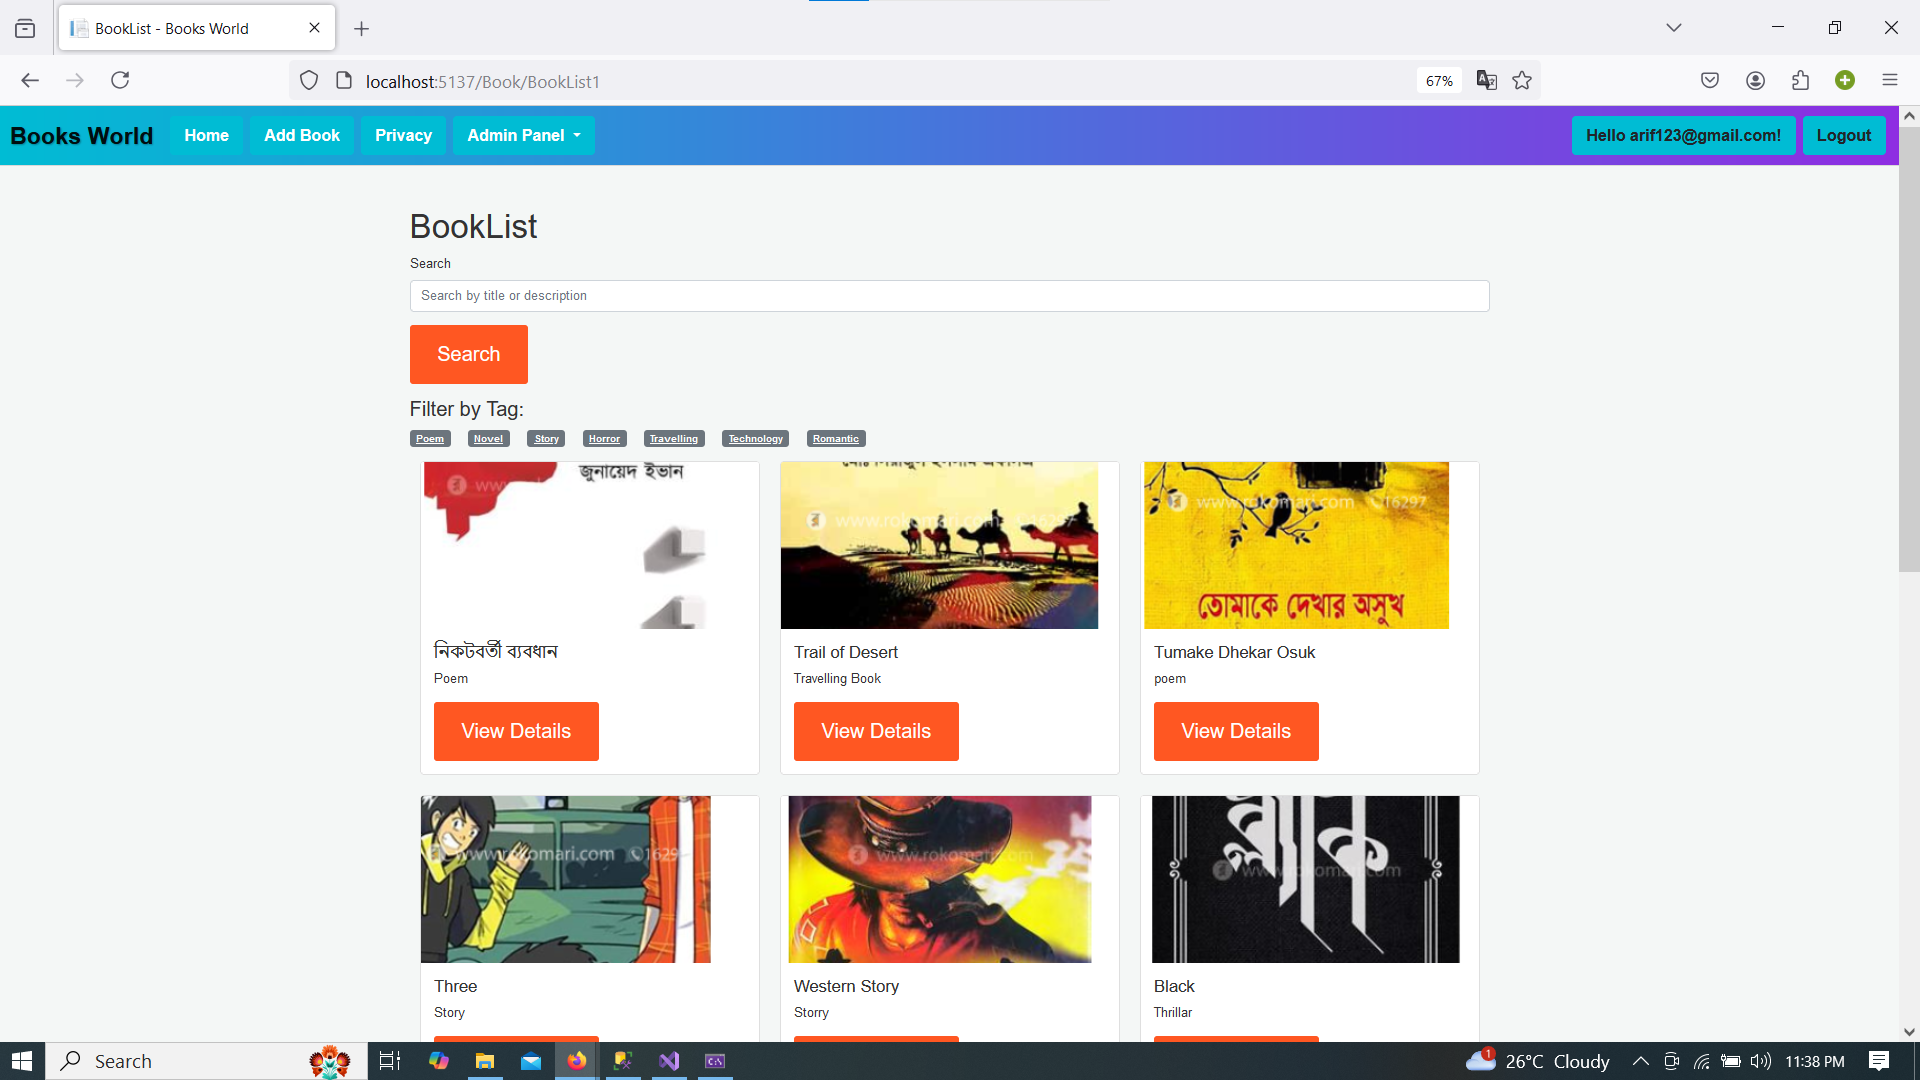 BookList - Books World
localhost:5137/Book/BookList1
67%
Books World
Home
Add Book
Privacy
Admin Panel
Hello arif123@gmail.com!
Logout
BookList
Search
Search by title or description
Search
Filter by Tag:
Poem Novel Story Horror Travelling Technology Romantic
জুনায়েদ ইভান
www.rokomari.com
www.rokomari.com 16297
তোমাকে দেখার অসুখ
নিকটবর্তী ব্যবধান
Poem
View Details
Trail of Desert
Travelling Book
View Details
Tumake Dhekar Osuk
poem
View Details
www.rokomari.com 1629
www.rokomari.com
ব্ল্যাক
Three
Story
Western Story
Storry
Black
Thrillar
Search
1
26°C Cloudy
11:38 PM